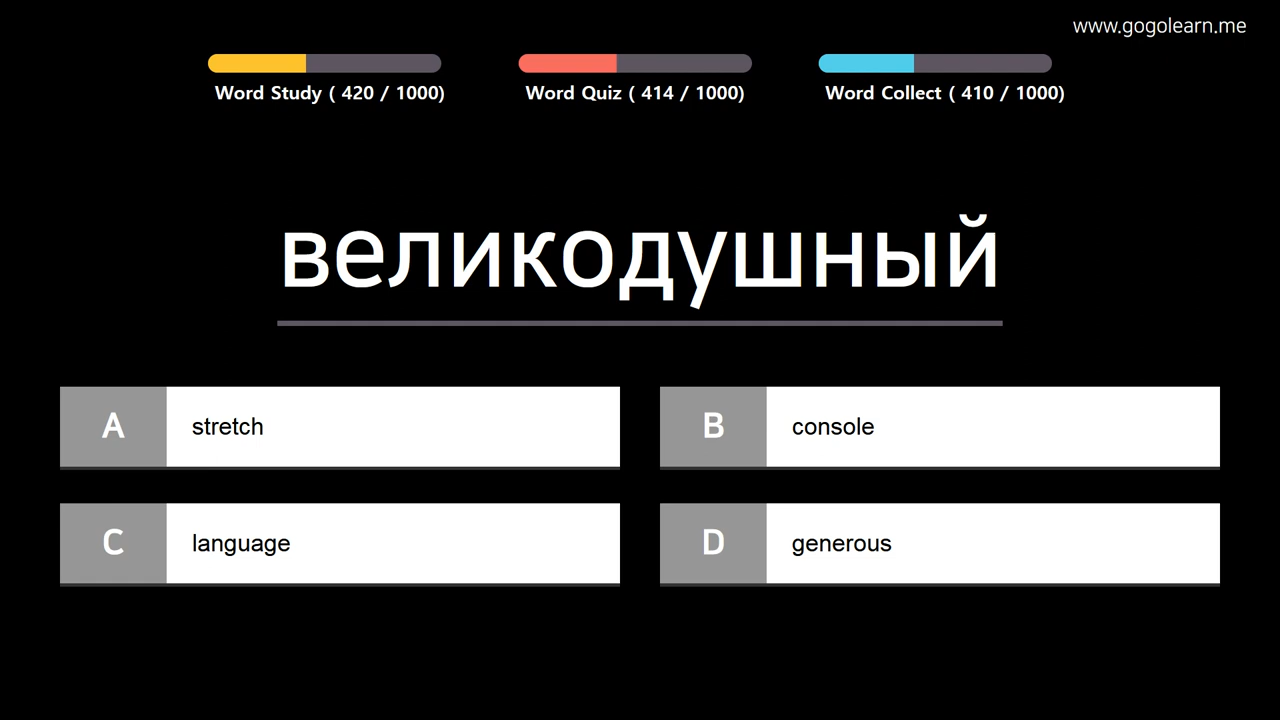 www.gogolearn.me
Word Study ( 420 / 1000)
Word Quiz ( 414 / 1000)
Word Collect ( 410 / 1000)
великодушный
A stretch
B console
C language
D generous